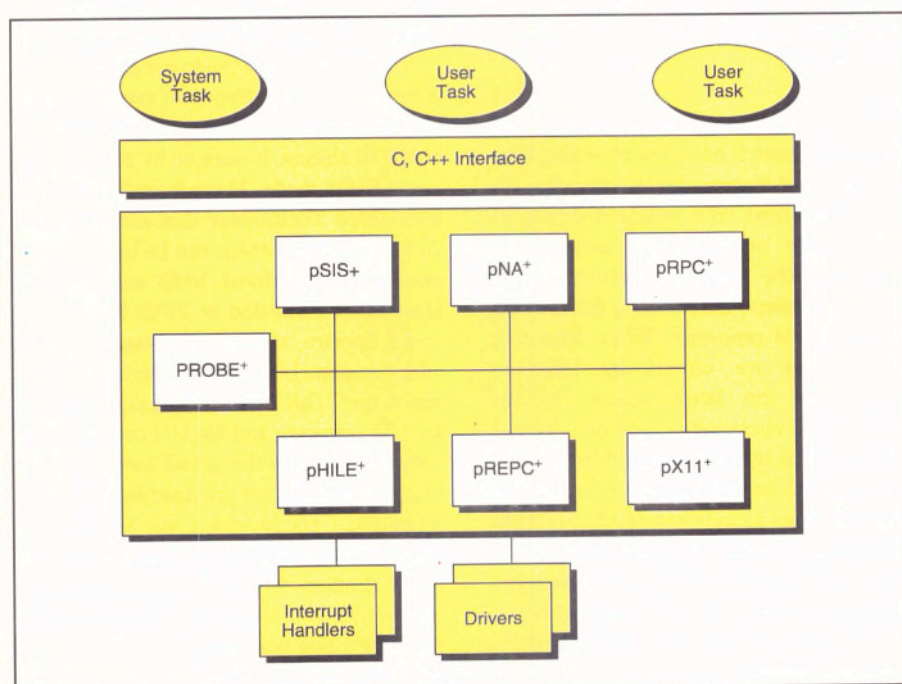 System
Task
User
Task
User
Task
C, C++ Interface
pSIS+
pNA+
pRPC+
PROBE+
pHILE+
pREPC+
pX11+
Interrupt
Handlers
Drivers